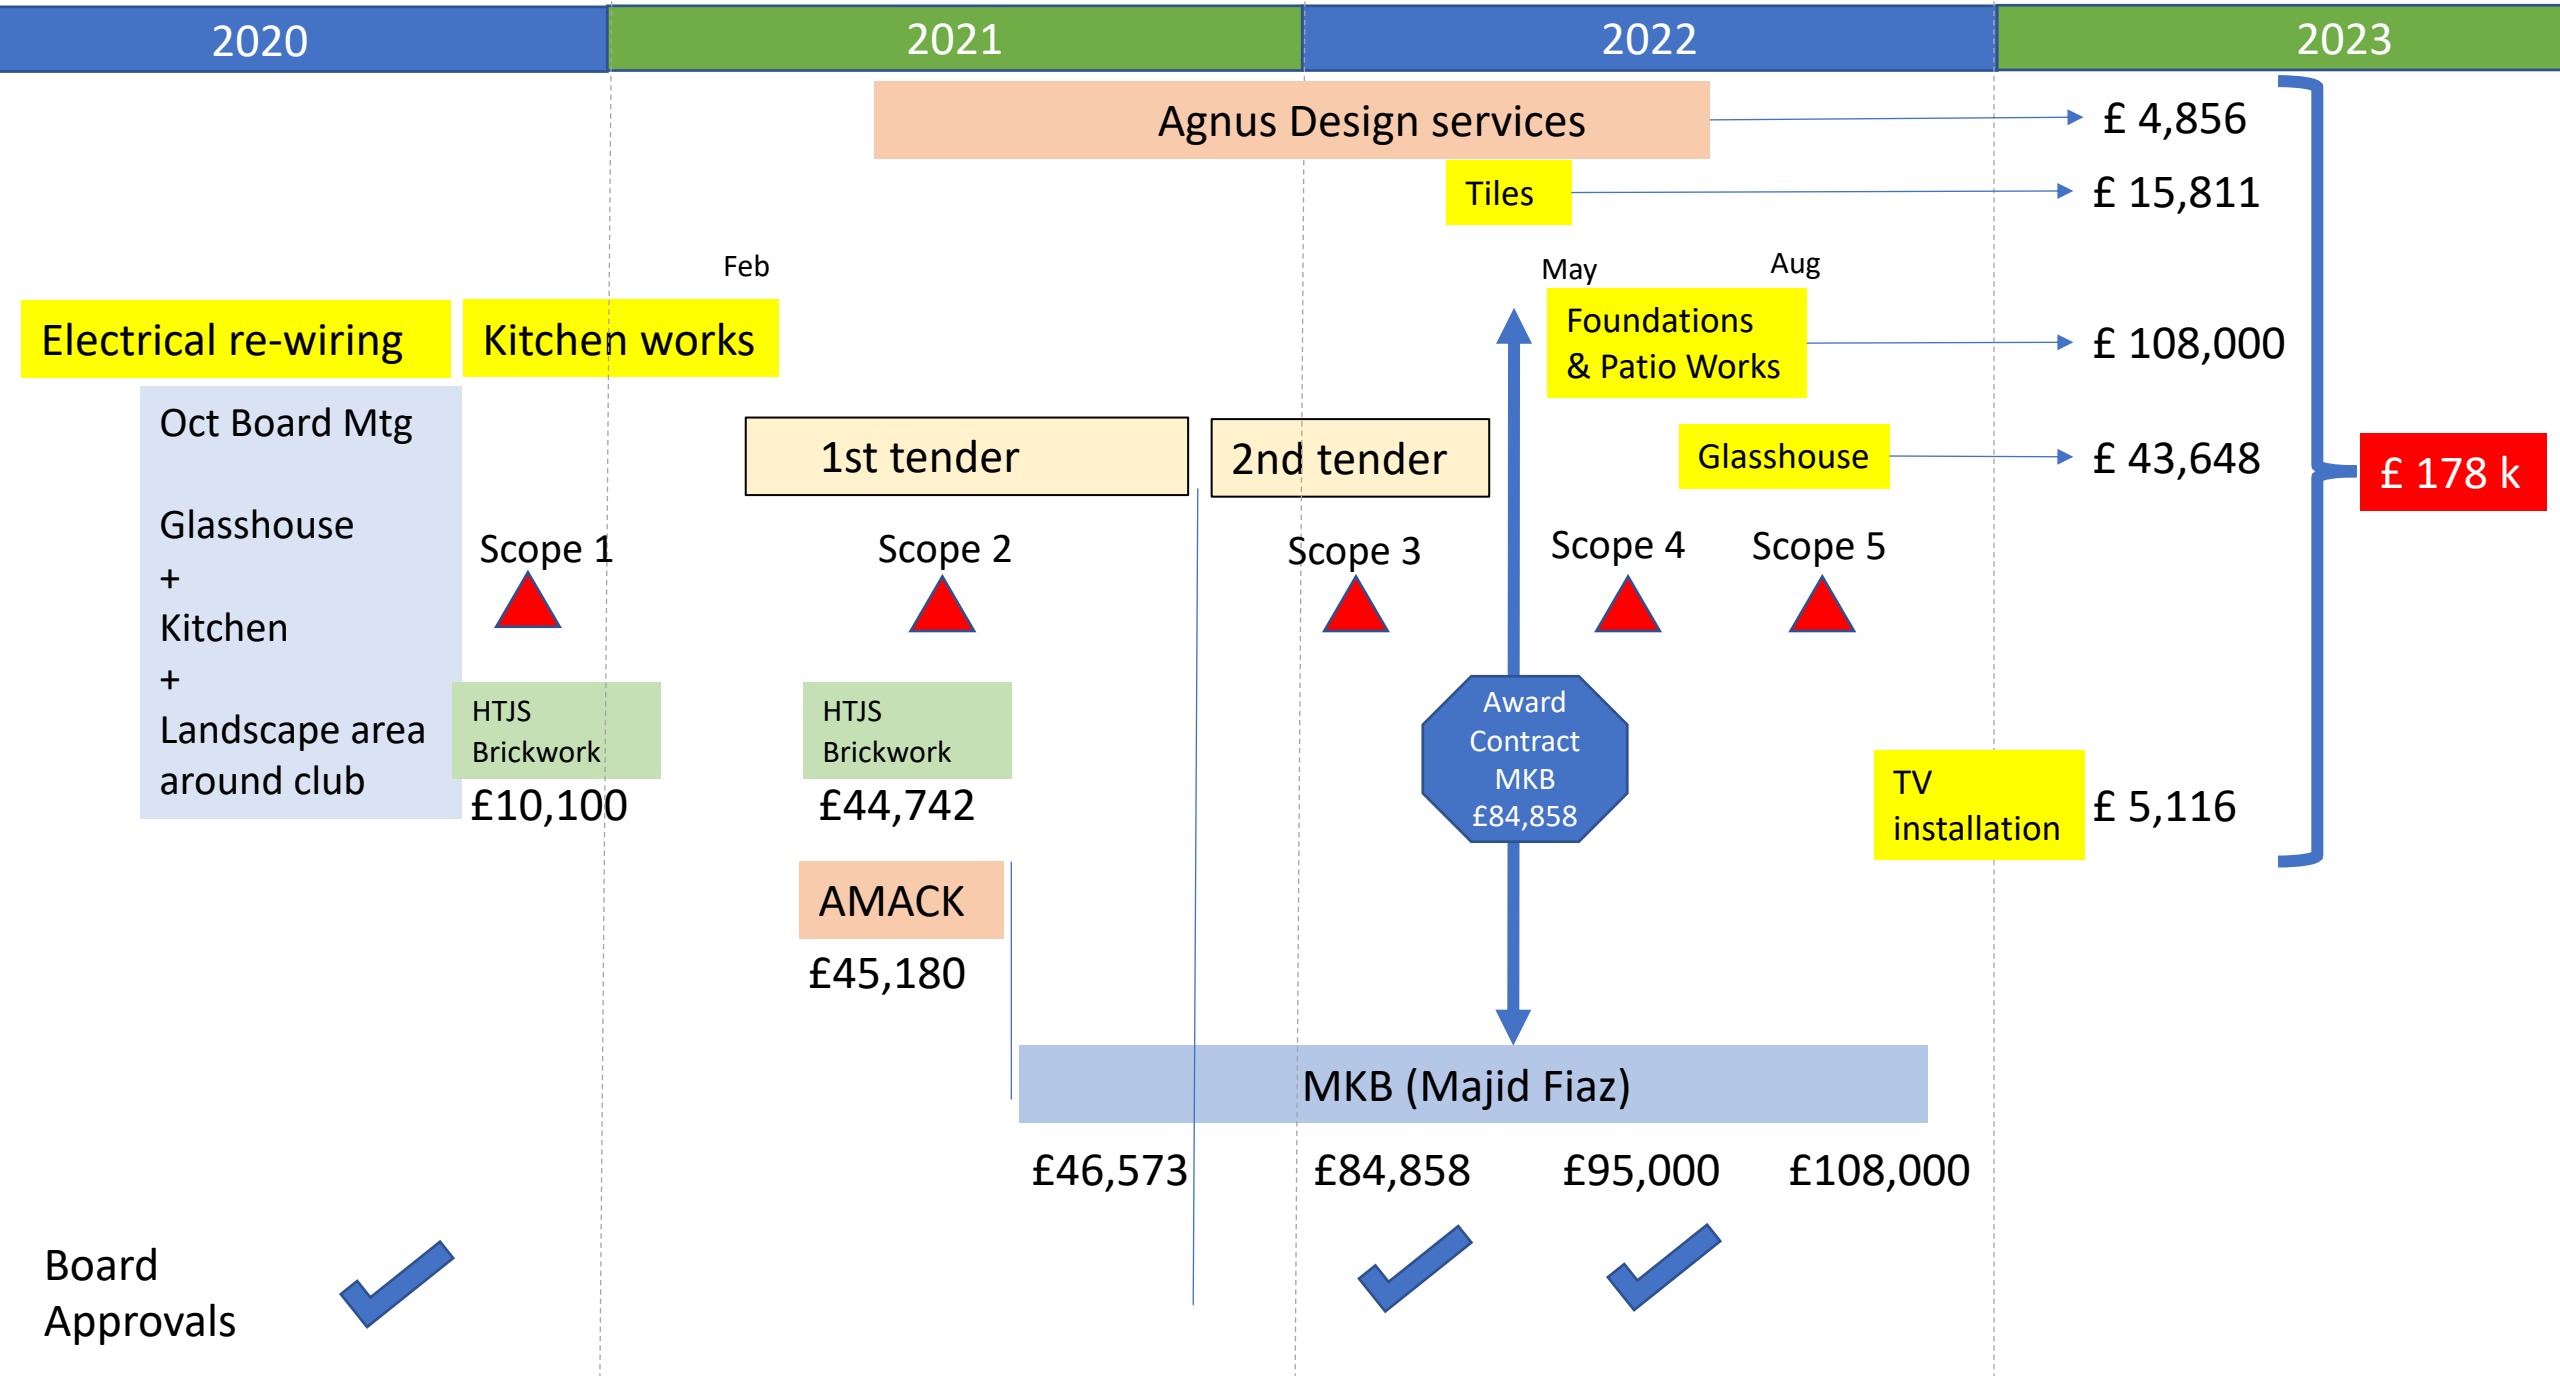 2020
2021
2022
2023
Agnus Design services
£ 4,856
Tiles
£ 15,811
Feb
May
Aug
Electrical re-wiring
Kitchen works
Foundations
& Patio Works
£ 108,000
Oct Board Mtg
Glasshouse
+
Kitchen
+
Landscape area
around club
1st tender
2nd tender
Glasshouse
£ 43,648
£ 178 k
Scope 1
Scope 2
Scope 3
Scope 4
Scope 5
HTJS
Brickwork
£10,100
HTJS
Brickwork
£44,742
Award
Contract
MKB
£84,858
TV
installation
£ 5,116
AMACK
£45,180
MKB (Majid Fiaz)
£46,573
£84,858
£95,000
£108,000
Board
Approvals